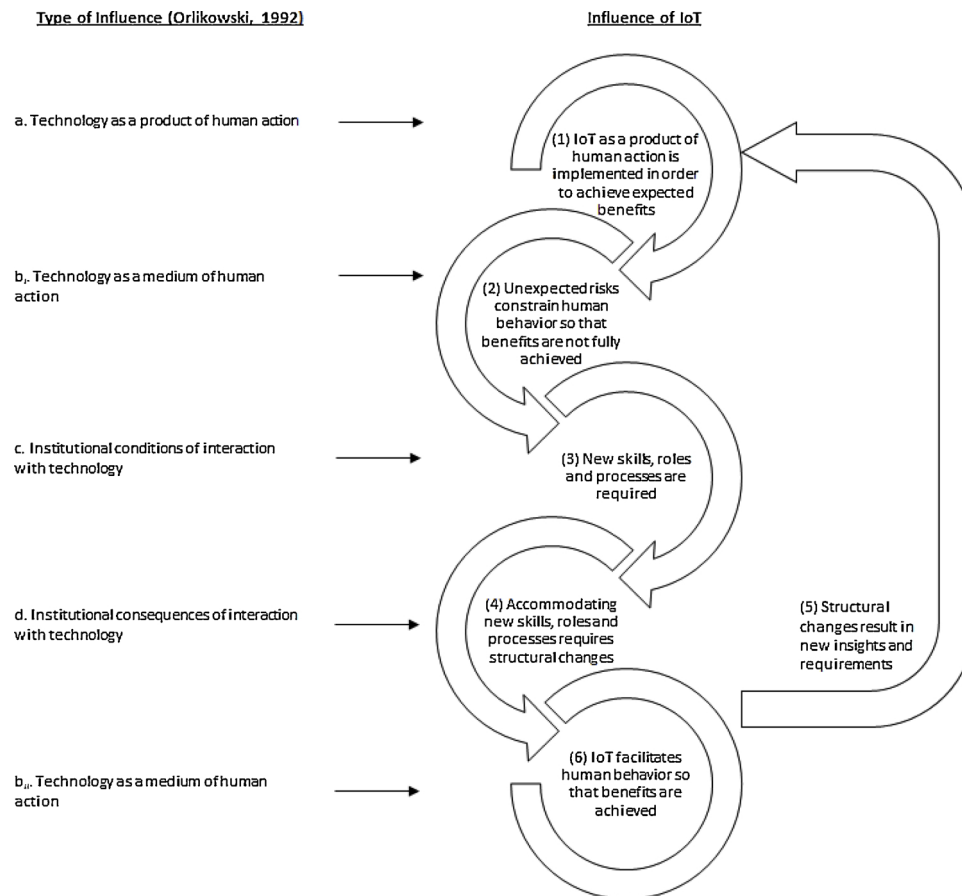 Type of Influence (Orlikowski, 1992)
Influence of IoT
a. Technology as a product of human action
(1) IoT as a product of
human action is
implemented in order
to achieve expected
benefits
bᵢ. Technology as a medium of human
action
(2) Unexpected risks
constrain human
behavior so that
benefits are not fully
achieved
c. Institutional conditions of interaction
with technology
(3) New skills, roles
and processes are
required
d. Institutional consequences of interaction
with technology
(4) Accommodating
new skills, roles and
processes requires
structural changes
(5) Structural
changes result in
new insights and
requirements
bᵢᵢ. Technology as a medium of human
action
(6) IoT facilitates
human behavior so
that benefits are
achieved